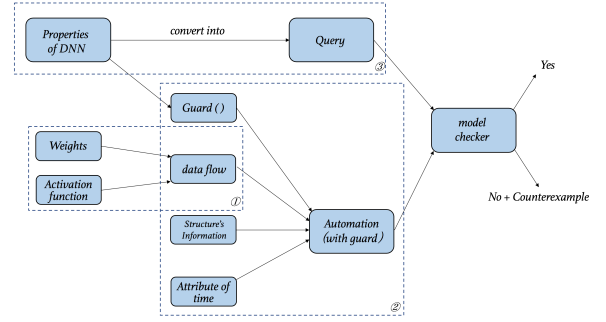 Properties
of DNN
convert into
Query
③
Guard ( )
Weights
data flow
Activation
function
①
Structure's
Information
Attribute of
time
Automation
(with guard )
②
model
checker
Yes
No + Counterexample